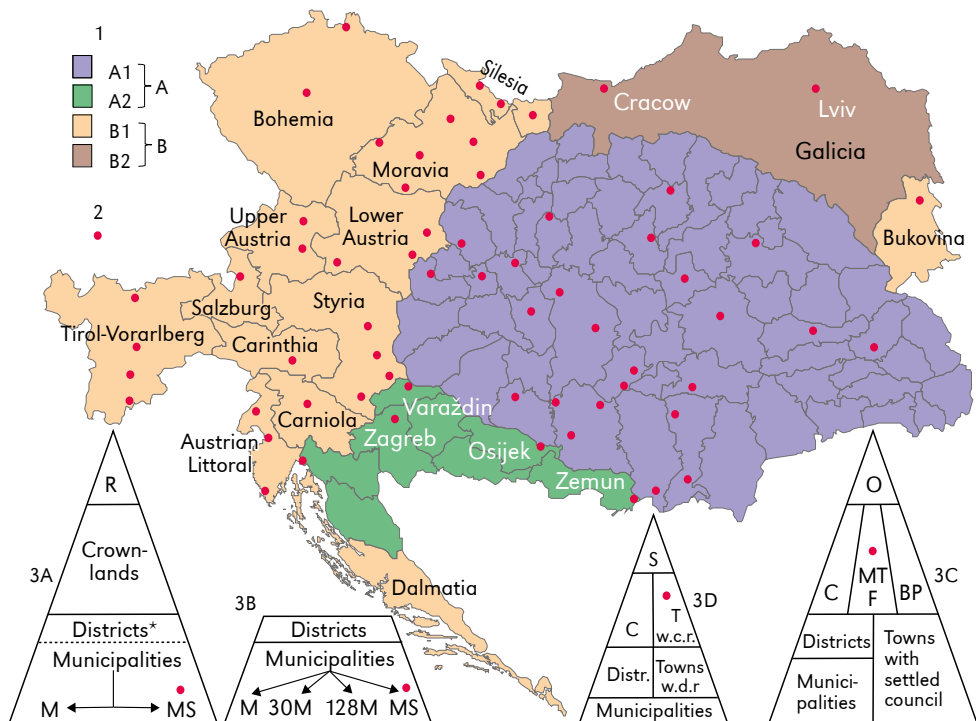 1
A1
A2
A
B1
B2
B
2
Silesia
Bohemia
Moravia
Cracow
Lviv
Galicia
Bukovina
Upper
Austria
Lower
Austria
Salzburg
Styria
Tirol-Vorarlberg
Carinthia
Carniola
Austrian
Littoral
Varaždin
Zagreb
Osijek
Zemun
Dalmatia
3A
R
Crown-
lands
Districts*
Municipalities
M
MS
3B
Districts
Municipalities
M 30M 128M MS
3D
S
C
T
w.c.r.
Distr.
Towns
w.d.r
Municipalities
3C
O
C
MT
F
BP
Districts
Munici-
palities
Towns
with
settled
council